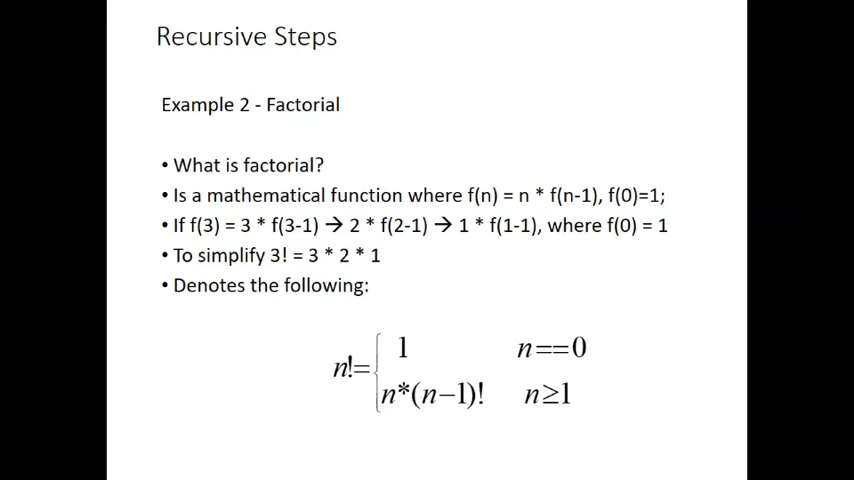 Recursive Steps
Example 2 - Factorial
• What is factorial?
• Is a mathematical function where f(n) = n * f(n-1), f(0)=1;
• If f(3) = 3 * f(3-1) → 2 * f(2-1) → 1 * f(1-1), where f(0) = 1
• To simplify 3! = 3 * 2 * 1
• Denotes the following:
1 n==0
n!=
n*(n−1)! n≥1